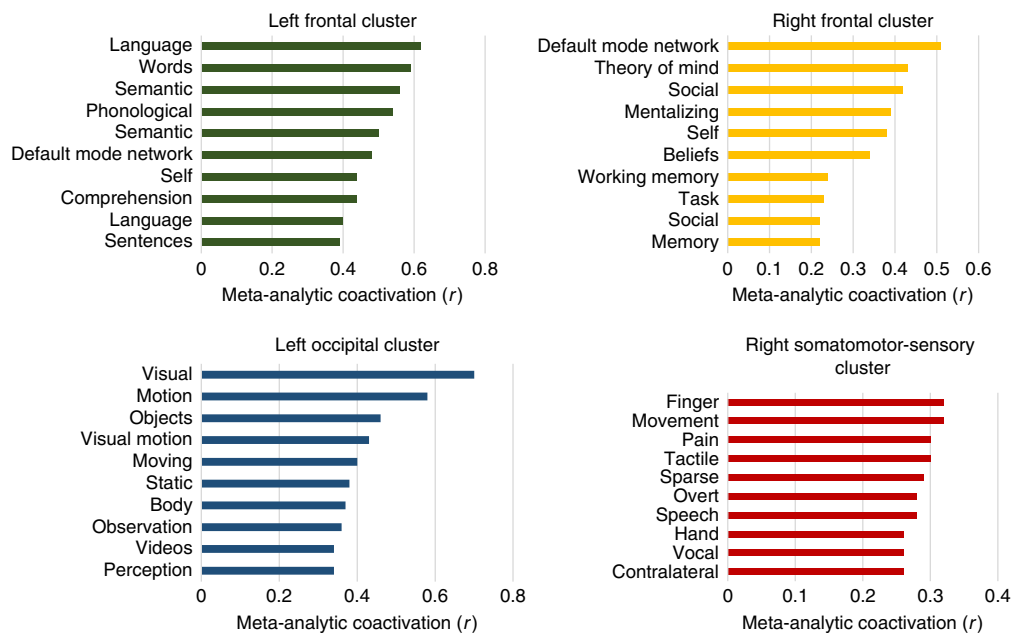 Left frontal cluster
Language
Words
Semantic
Phonological
Semantic
Default mode network
Self
Comprehension
Language
Sentences
0 0.2 0.4 0.6 0.8
Meta-analytic coactivation (r)
Right frontal cluster
Default mode network
Theory of mind
Social
Mentalizing
Self
Beliefs
Working memory
Task
Social
Memory
0 0.1 0.2 0.3 0.4 0.5 0.6
Meta-analytic coactivation (r)
Left occipital cluster
Visual
Motion
Objects
Visual motion
Moving
Static
Body
Observation
Videos
Perception
0 0.2 0.4 0.6 0.8
Meta-analytic coactivation (r)
Right somatomotor-sensory
cluster
Finger
Movement
Pain
Tactile
Sparse
Overt
Speech
Hand
Vocal
Contralateral
0 0.1 0.2 0.3 0.4
Meta-analytic coactivation (r)